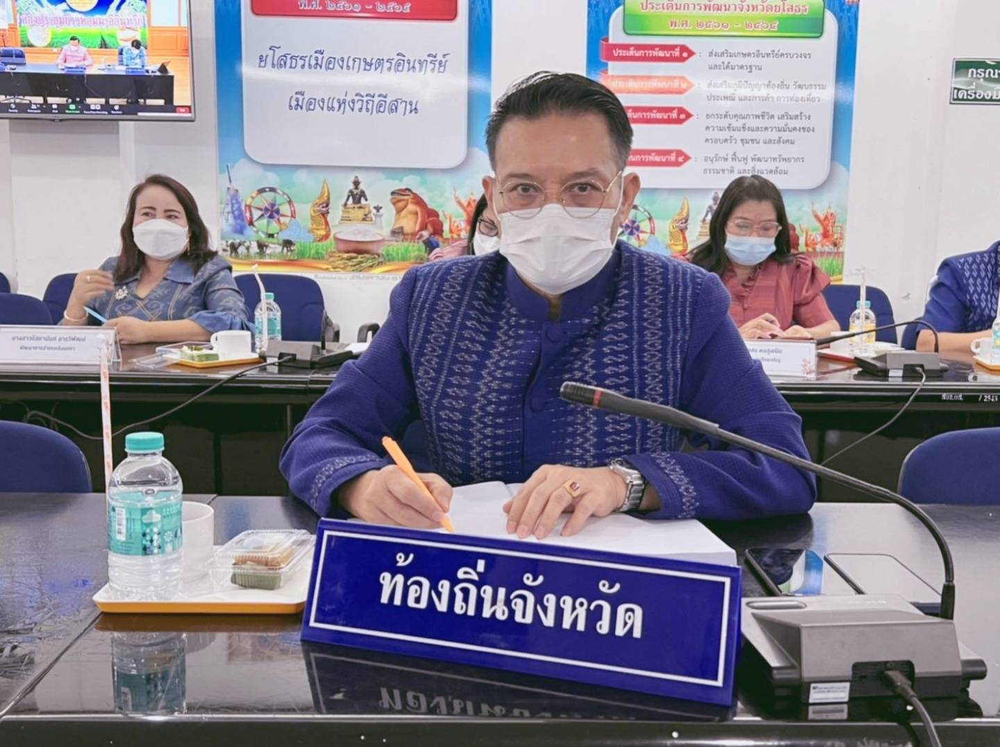 ห้องประชุม
พ.ศ. ๒๕๖๑ - ๒๕๖๕
ยโสธรเมืองเกษตรอินทรีย์
เมืองแห่งวิถีอีสาน
ประเด็นการพัฒนาจังหวัดยโสธร
พ.ศ. ๒๕๖๑ - ๒๕๖๕
ประเด็นการพัฒนาที่ ๑ : ส่งเสริมเกษตรอินทรีย์ครบวงจร
และได้มาตรฐาน
ประเด็นการพัฒนาที่ ๒ : ส่งเสริมภูมิปัญญาท้องถิ่น วัฒนธรรม
ประเพณี และการค้า การท่องเที่ยว
เด็นการพัฒนาที่ ๓ : ยกระดับคุณภาพชีวิต เสริมสร้าง
ความเข้มแข็งและความมั่นคงของ
ครอบครัว ชุมชน และสังคม
นการพัฒนาที่ ๔ : อนุรักษ์ ฟื้นฟู พัฒนาทรัพยากร
ธรรมชาติ และสิ่งแวดล้อม
กรุณา
เครื่องมื
/ 2543
ท้องถิ่นจังหวัด